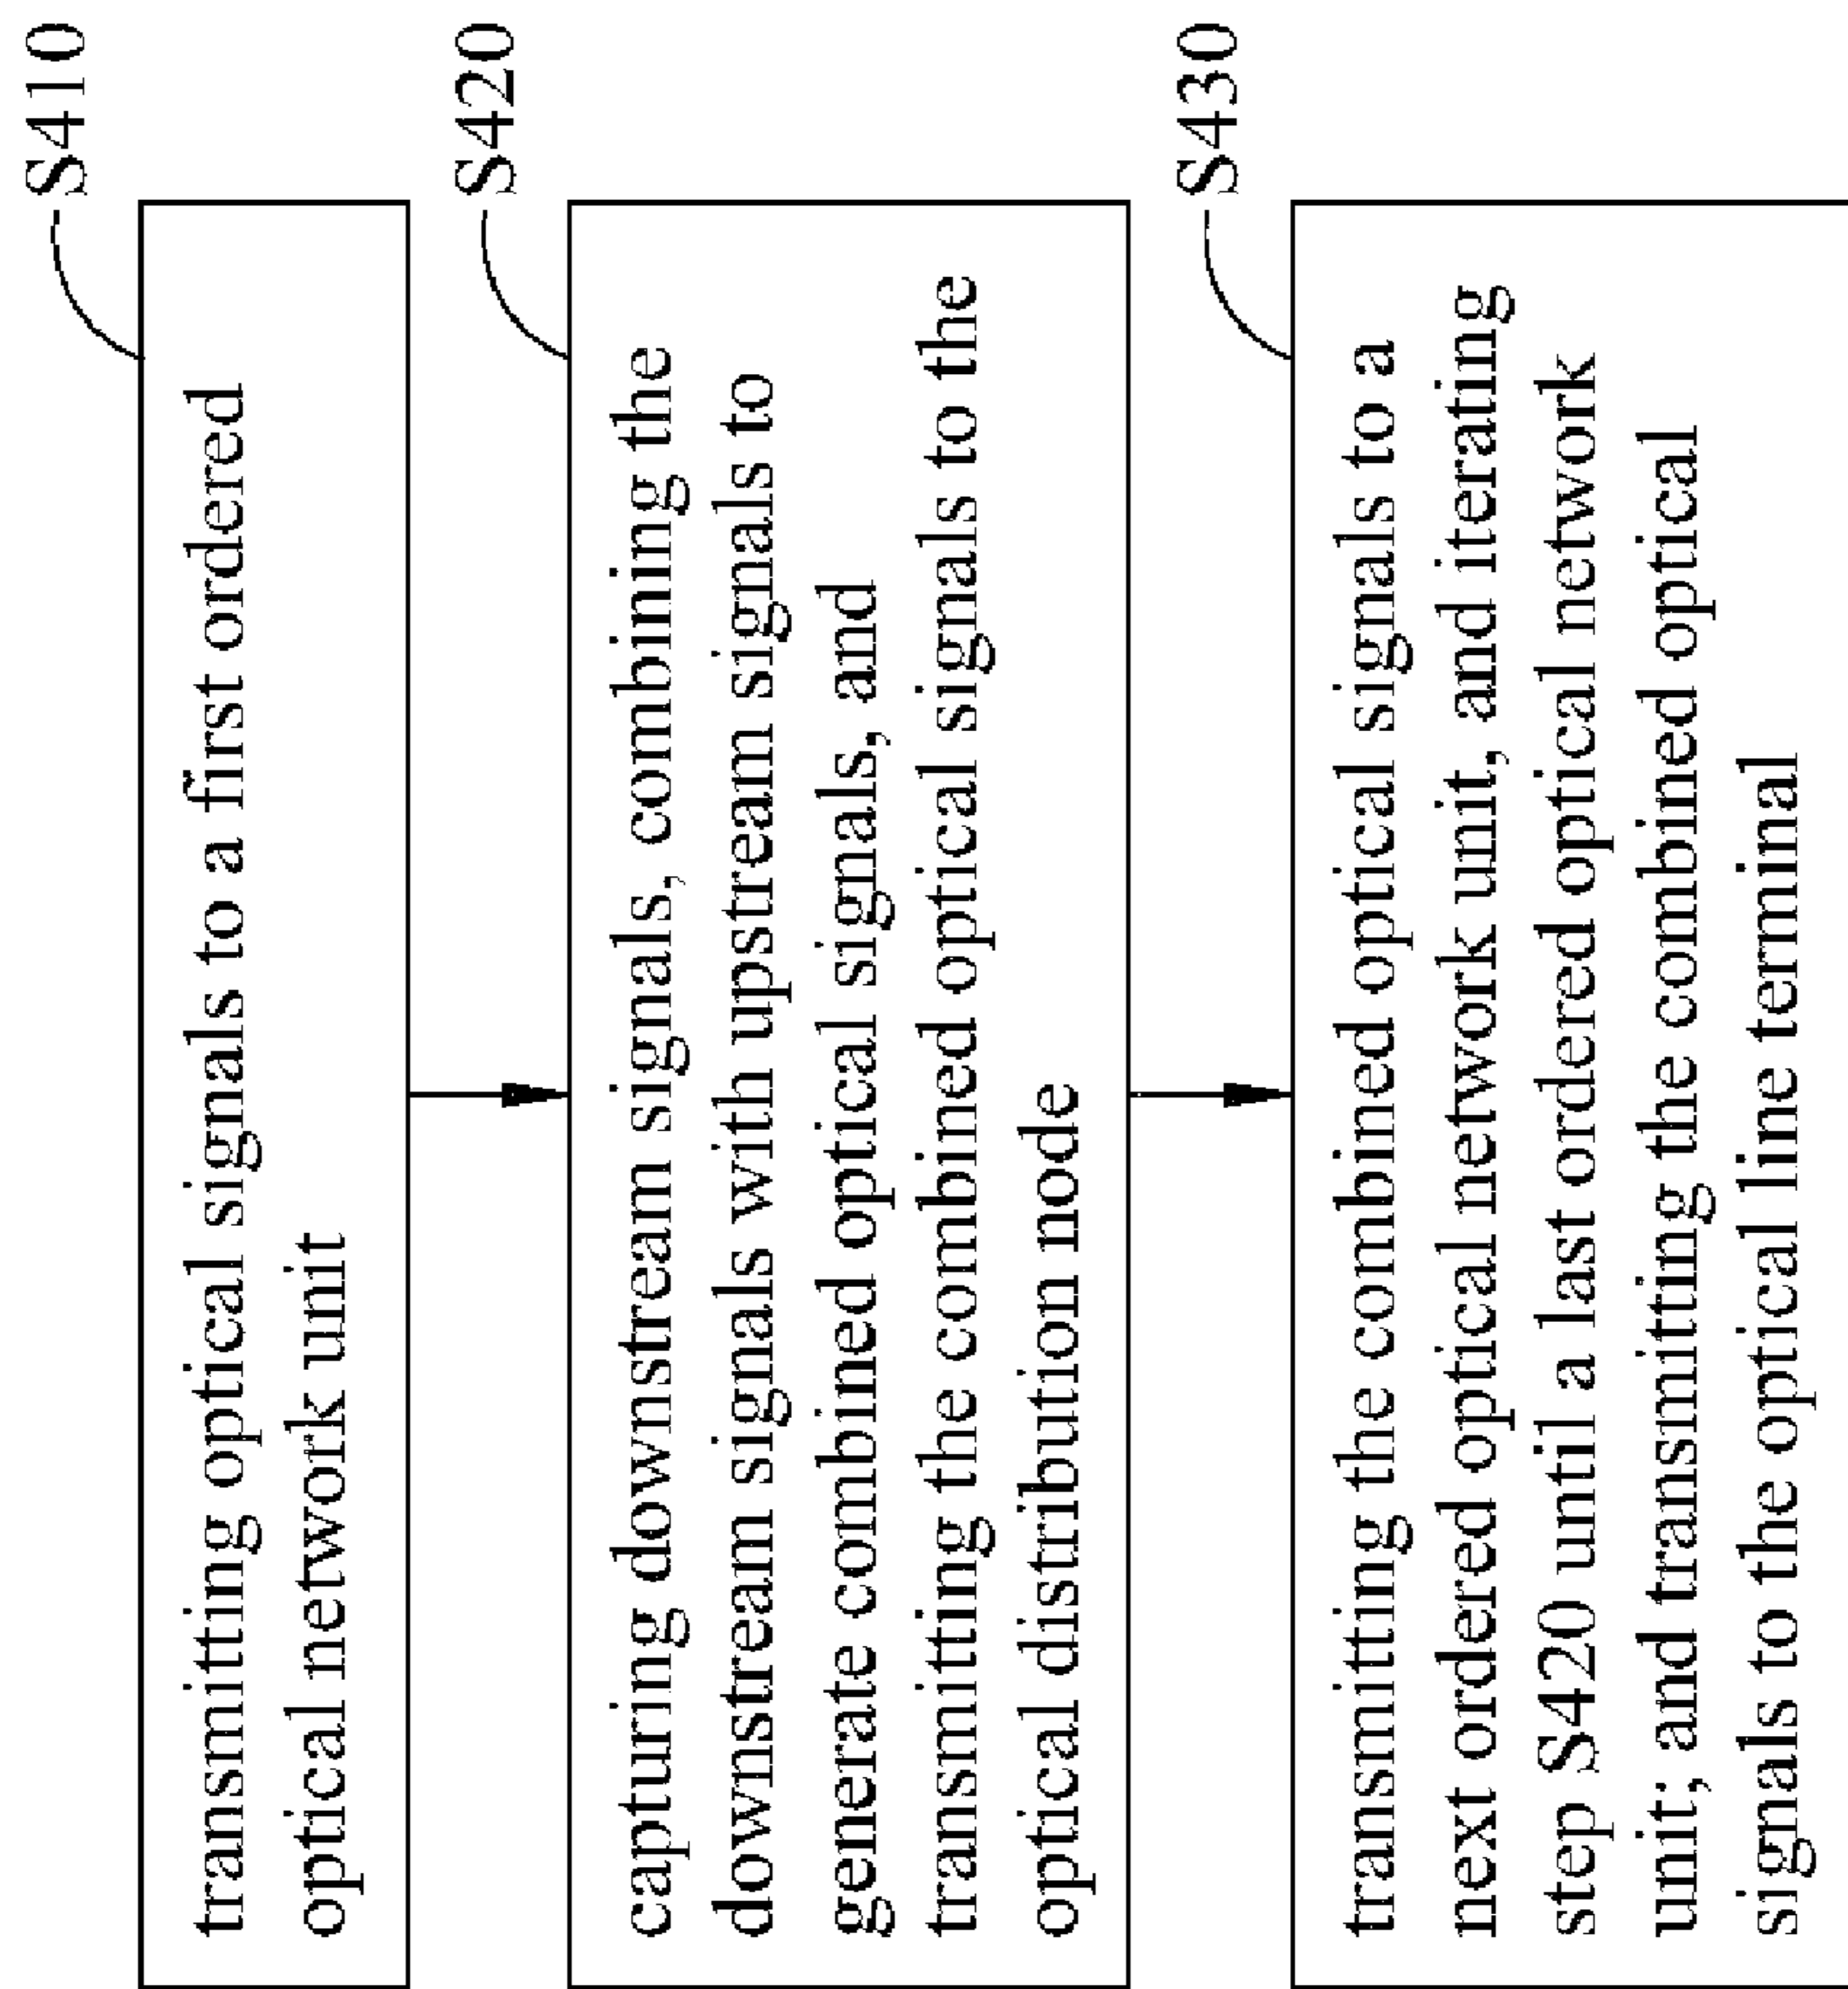 S410
transmitting optical signals to a first ordered
optical network unit
S420
capturing downstream signals, combining the
downstream signals with upstream signals to
generate combined optical signals, and
transmitting the combined optical signals to the
optical distribution node
S430
transmitting the combined optical signals to a
next ordered optical network unit, and iterating
step S420 until a last ordered optical network
unit; and transmitting the combined optical
signals to the optical line terminal